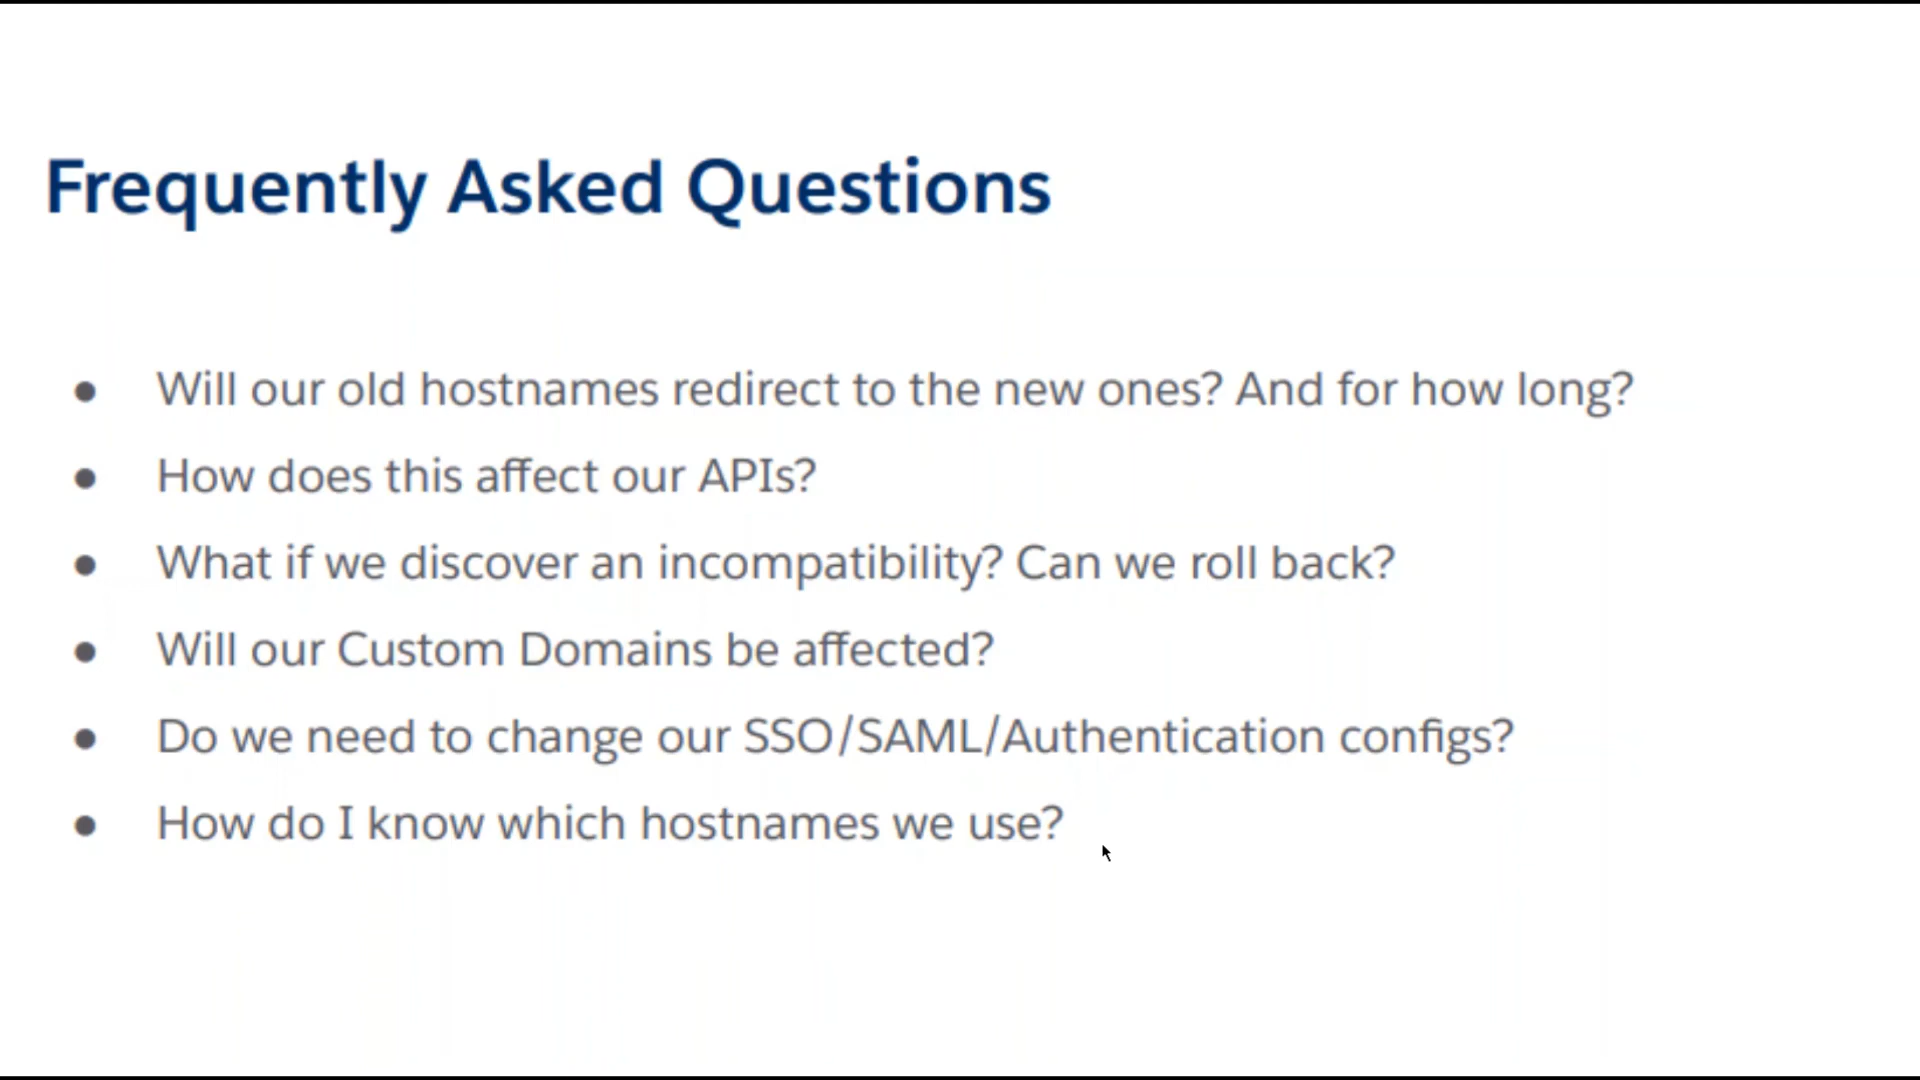 Frequently Asked Questions
● Will our old hostnames redirect to the new ones? And for how long?
● How does this affect our APIs?
● What if we discover an incompatibility? Can we roll back?
● Will our Custom Domains be affected?
● Do we need to change our SSO/SAML/Authentication configs?
● How do I know which hostnames we use?